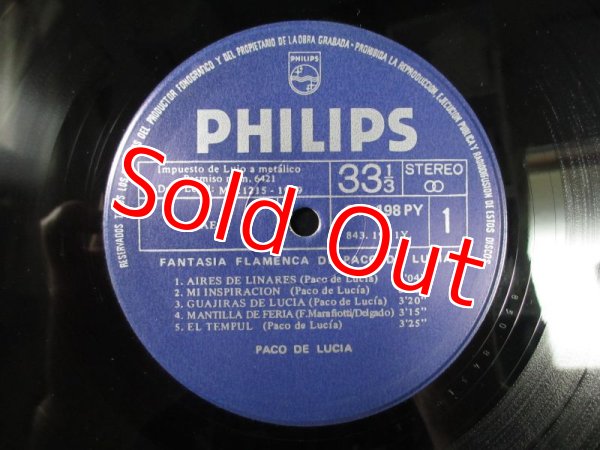 RESERVADOS LOS DEL PRODUCTOR FONOGRAFICO Y DEL PROPIETARIO DE LA OBRA GRABADA - PROHIBIDA LA REPRODUCCION, EJECUCION PUBLICA Y RADIODIFUSION DE ESTOS DISCOS
PHILIPS
PHILIPS
Impuesto de Lujo a metálico
Permiso núm. 6421
33 1/3
STEREO
198 PY
1
Sold Out
FANTASIA FLAMENCA DE PACO DE LUCIA
1. AIRES DE LINARES (Paco de Lucía)
2. MI INSPIRACION (Paco de Lucía)
3. GUAJIRAS DE LUCIA (Paco de Lucía) 3'20"
4. MANTILLA DE FERIA (F. Marafiotti/Delgado) 3'15"
5. EL TEMPUL (Paco de Lucía) 3'25"
PACO DE LUCIA